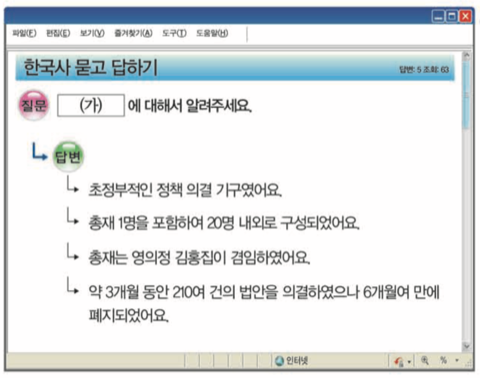 파일(F) 편집(E) 보기(V) 즐겨찾기(A) 도구(T) 도움말(H)
한국사 묻고 답하기 답변: 5 조회: 63
질문 (가) 에 대해서 알려주세요.
답변
초정부적인 정책 의결 기구였어요.
총재 1명을 포함하여 20명 내외로 구성되었어요.
총재는 영의정 김홍집이 겸임하였어요.
약 3개월 동안 210여 건의 법안을 의결하였으나 6개월여 만에
폐지되었어요.
인터넷 %